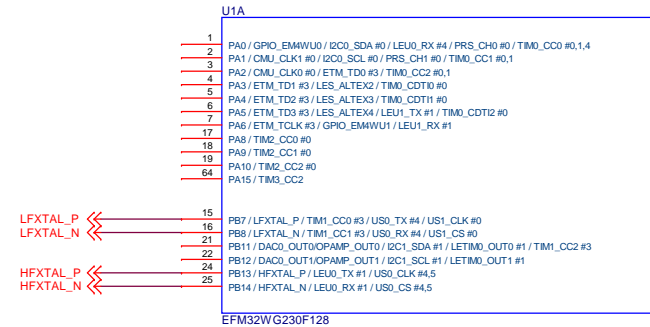 U1A
1 PA0 / GPIO_EM4WU0 / I2C0_SDA #0 / LEU0_RX #4 / PRS_CH0 #0 / TIM0_CC0 #0,1,4
2 PA1 / CMU_CLK1 #0 / I2C0_SCL #0 / PRS_CH1 #0 / TIM0_CC1 #0,1
3 PA2 / CMU_CLK0 #0 / ETM_TD0 #3 / TIM0_CC2 #0,1
4 PA3 / ETM_TD1 #3 / LES_ALTEX2 / TIM0_CDTI0 #0
5 PA4 / ETM_TD2 #3 / LES_ALTEX3 / TIM0_CDTI1 #0
6 PA5 / ETM_TD3 #3 / LES_ALTEX4 / LEU1_TX #1 / TIM0_CDTI2 #0
7 PA6 / ETM_TCLK #3 / GPIO_EM4WU1 / LEU1_RX #1
17 PA8 / TIM2_CC0 #0
18 PA9 / TIM2_CC1 #0
19 PA10 / TIM2_CC2 #0
64 PA15 / TIM3_CC2
LFXTAL_P 15 PB7 / LFXTAL_P / TIM1_CC0 #3 / US0_TX #4 / US1_CLK #0
LFXTAL_N 16 PB8 / LFXTAL_N / TIM1_CC1 #3 / US0_RX #4 / US1_CS #0
21 PB11 / DAC0_OUT0/OPAMP_OUT0 / I2C1_SDA #1 / LETIM0_OUT0 #1 / TIM1_CC2 #3
22 PB12 / DAC0_OUT1/OPAMP_OUT1 / I2C1_SCL #1 / LETIM0_OUT1 #1
HFXTAL_P 24 PB13 / HFXTAL_P / LEU0_TX #1 / US0_CLK #4,5
HFXTAL_N 25 PB14 / HFXTAL_N / LEU0_RX #1 / US0_CS #4,5
EFM32WG230F128